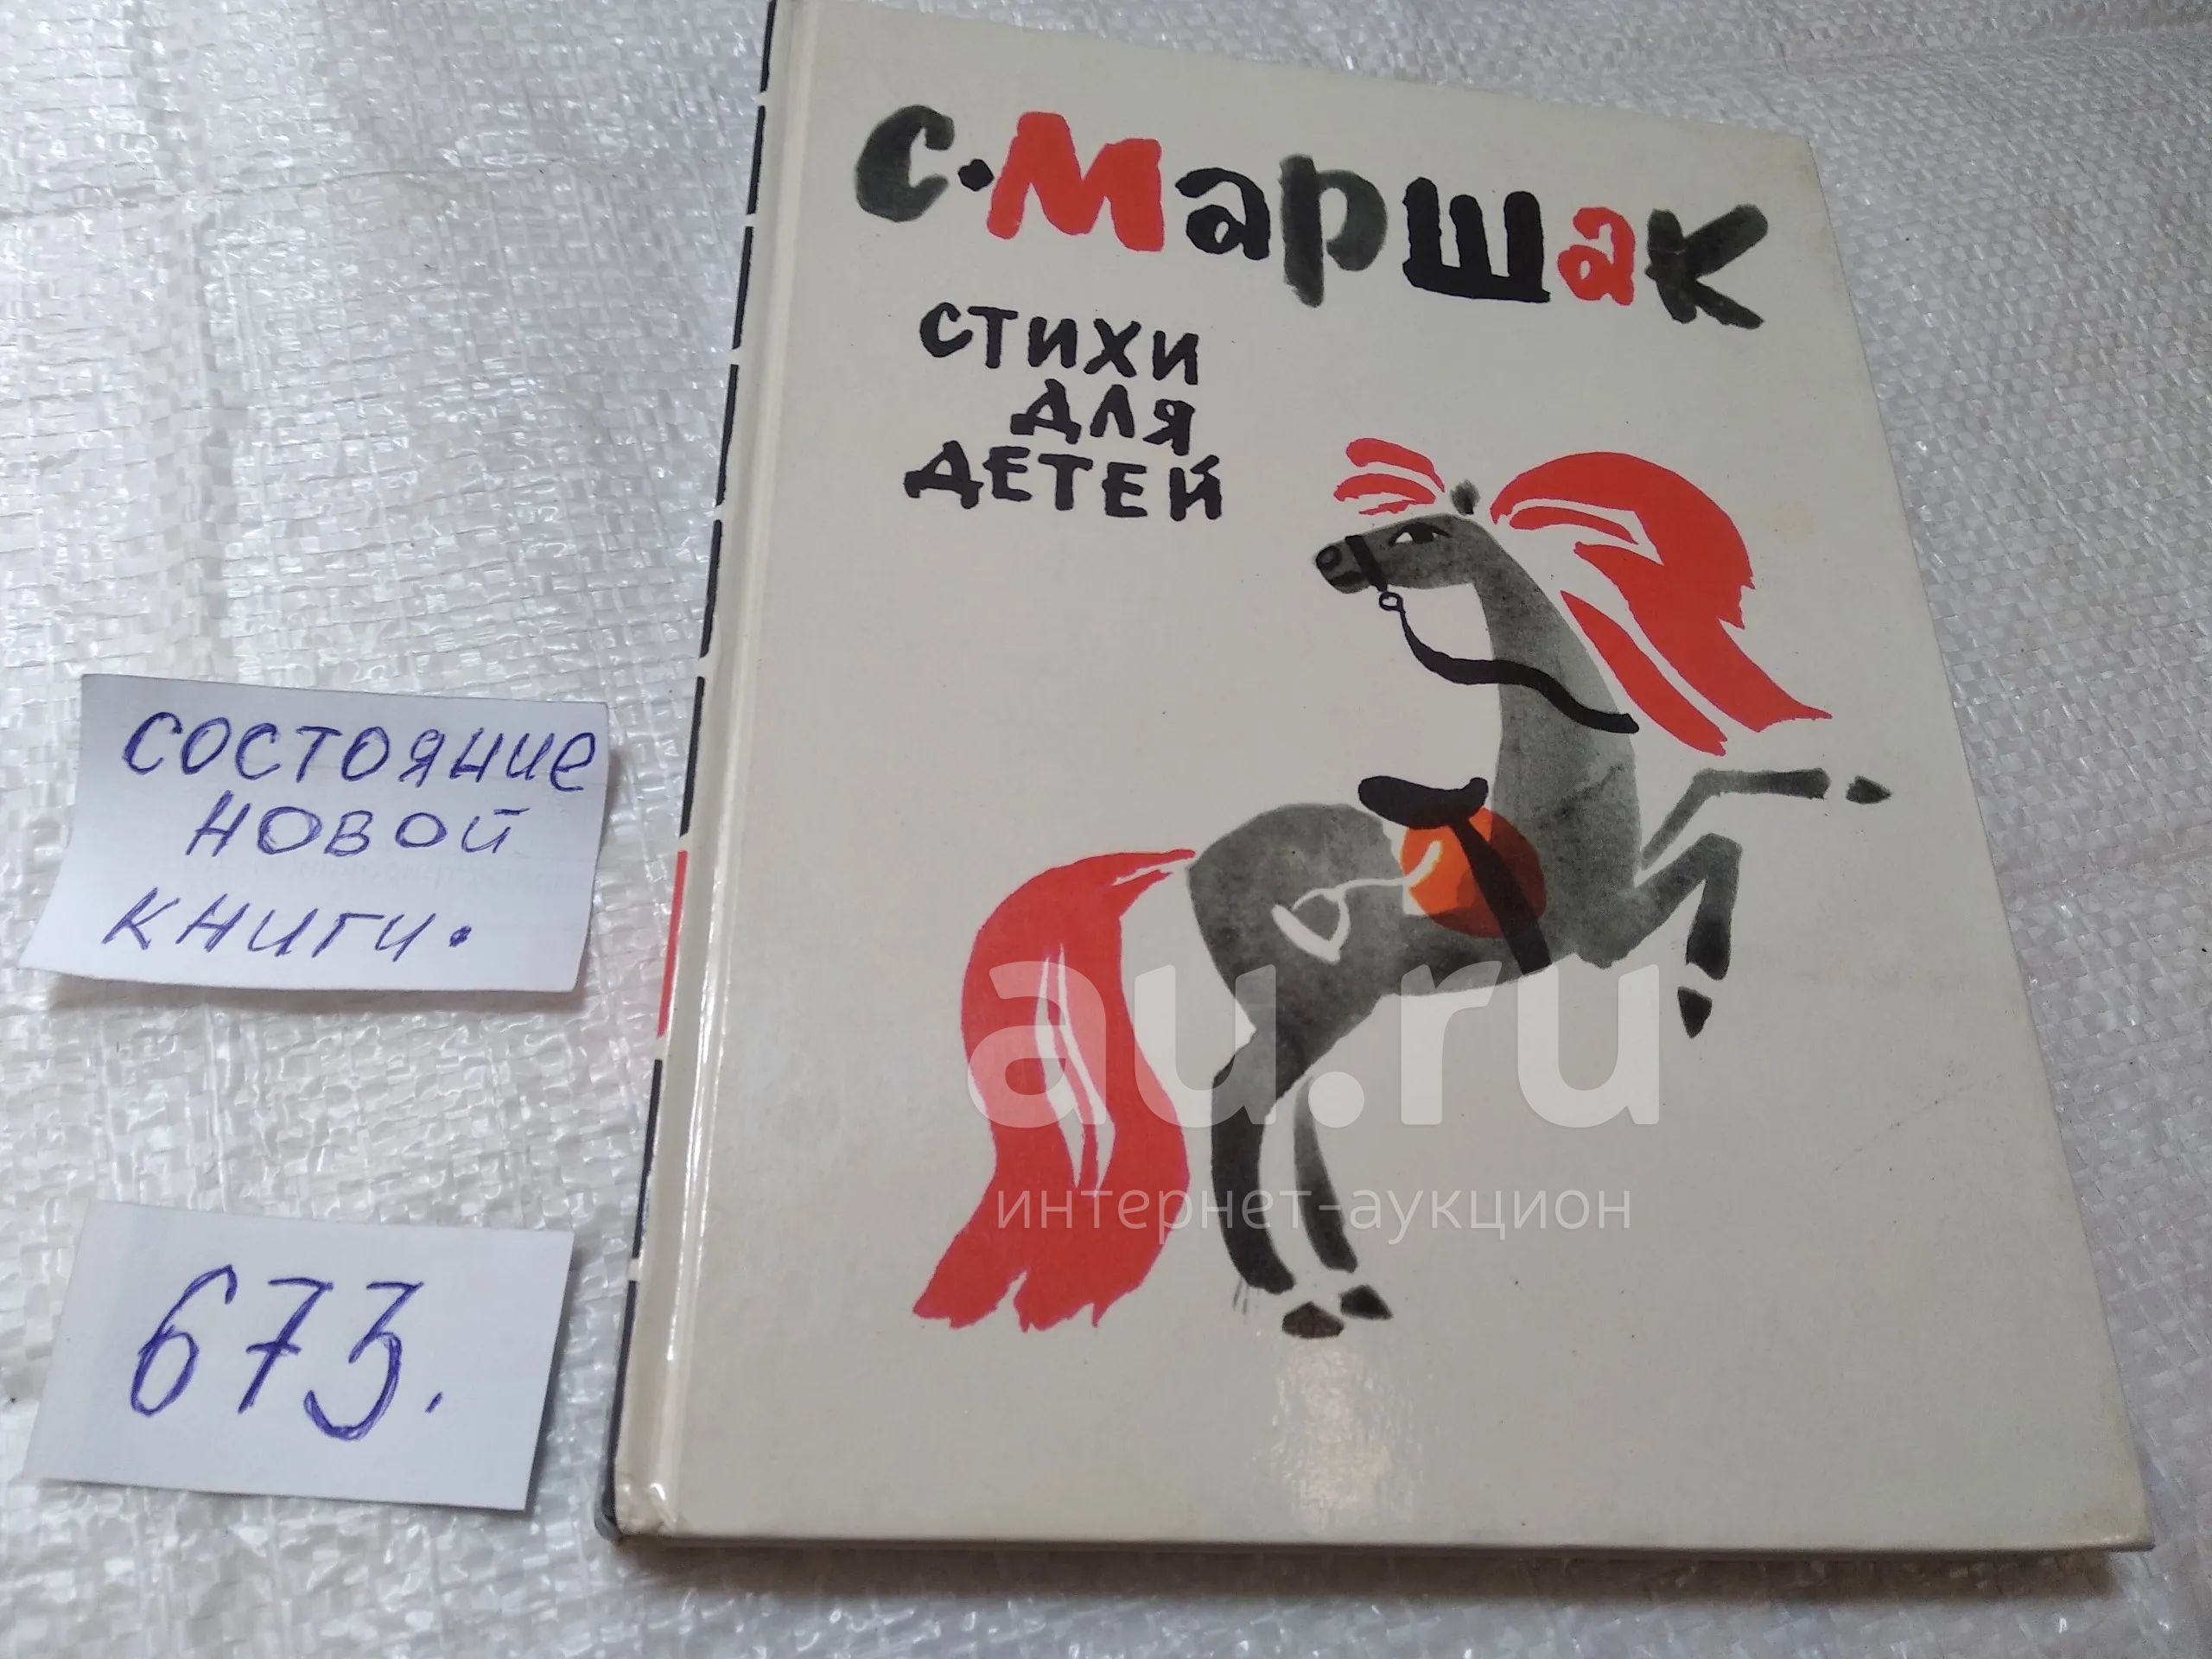 с. маршак
стихи
для
детей
состояние
новой
книги.
673.
au.ru
интернет-аукцион